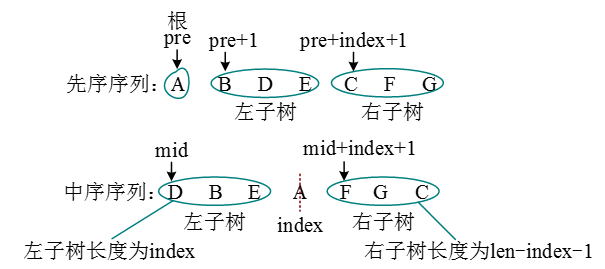 根
pre pre+1 pre+index+1
先序序列: A B D E C F G
左子树 右子树
mid mid+index+1
中序序列: D B E A F G C
左子树 index 右子树
左子树长度为index 右子树长度为len-index-1